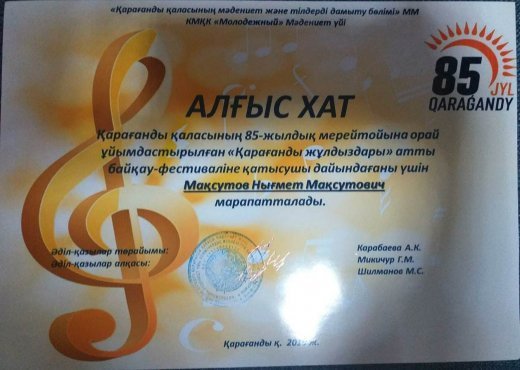 «Қарағанды қаласының мәдениет және тілдерді дамыту бөлімі» ММ
КМҚК «Молодежный» Мәдениет үйі
85
JYL
QARAǴANDY
АЛҒЫС ХАТ
Қарағанды қаласының 85-жылдық мерейтойына орай
ұйымдастырылған «Қарағанды жұлдыздары» атты
байқау-фестиваліне қатысушы дайындағаны үшін
Мақсутов Нығмет Мақсутович
марапатталады.
Әділ-қазылар төрайымы:
Әділ-қазылар алқасы:
Карабаева А.К.
Микичур Г.М.
Шилманов М.С.
Қарағанды қ.